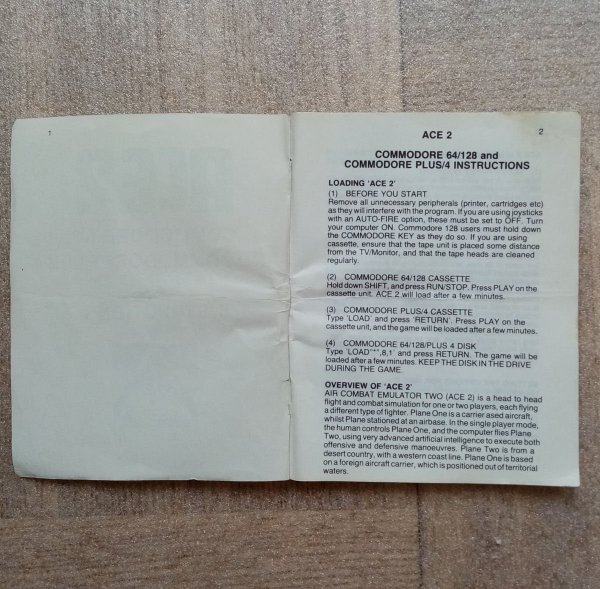 1
ACE 2
2
COMMODORE 64/128 and
COMMODORE PLUS/4 INSTRUCTIONS
LOADING 'ACE 2'
(1) BEFORE YOU START
Remove all unnecessary peripherals (printer, cartridges etc)
as they will interfere with the program. If you are using joysticks
with an AUTO-FIRE option, these must be set to OFF. Turn
your computer ON. Commodore 128 users must hold down
the COMMODORE KEY as they do so. If you are using
cassette, ensure that the tape unit is placed some distance
from the TV/Monitor, and that the tape heads are cleaned
regularly.
(2) COMMODORE 64/128 CASSETTE
Hold down SHIFT, and press RUN/STOP. Press PLAY on the
cassette unit. ACE 2 will load after a few minutes.
(3) COMMODORE PLUS/4 CASSETTE
Type 'LOAD' and press 'RETURN'. Press PLAY on the
cassette unit, and the game will be loaded after a few minutes.
(4) COMMODORE 64/128/PLUS 4 DISK
Type 'LOAD"*",8,1' and press RETURN. The game will be
loaded after a few minutes. KEEP THE DISK IN THE DRIVE
DURING THE GAME.
OVERVIEW OF 'ACE 2'
AIR COMBAT EMULATOR TWO (ACE 2) is a head to head
flight and combat simulation for one or two players, each flying
a different type of fighter. Plane One is a carrier ased aircraft,
whilst Plane stationed at an airbase. In the single player mode,
the human controls Plane One, and the computer flies Plane
Two, using very advanced artificial intelligence to execute both
offensive and defensive manoeuvres. Plane Two is from a
desert country, with a western coast line. Plane One is based
on a foreign aircraft carrier, which is positioned out of territorial
waters.